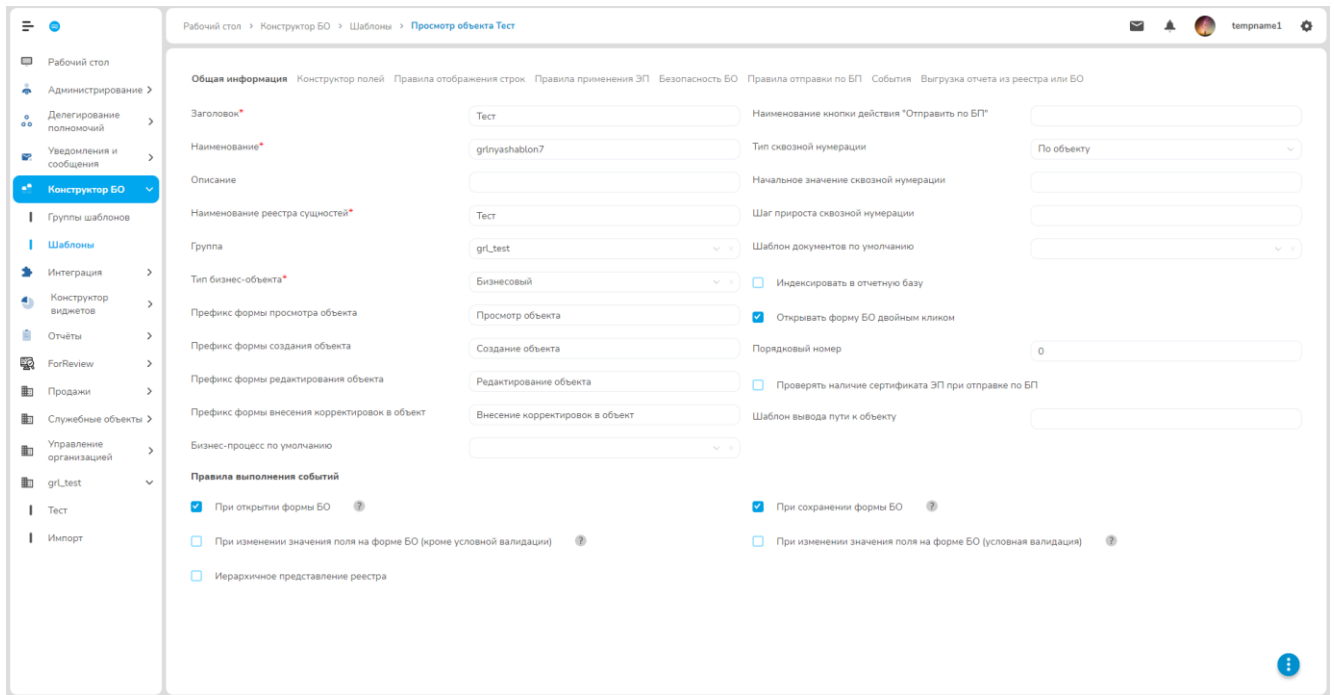 Рабочий стол > Конструктор БО > Шаблоны > Просмотр объекта Тест
tempname1
Рабочий стол
Администрирование
Делегирование
полномочий
Уведомления и
сообщения
Конструктор БО
Группы шаблонов
Шаблоны
Интеграция
Конструктор
виджетов
Отчёты
ForReview
Продажи
Служебные объекты
Управление
организацией
grl_test
Тест
Импорт
Общая информация Конструктор полей Правила отображения строк Правила применения ЭП Безопасность БО Правила отправки по БП События Выгрузка отчета из реестра или БО
Заголовок* Тест
Наименование* grlnyashablon7
Описание
Наименование реестра сущностей* Тест
Группа grl_test
Тип бизнес-объекта* Бизнесовый
Префикс формы просмотра объекта Просмотр объекта
Префикс формы создания объекта Создание объекта
Префикс формы редактирования объекта Редактирование объекта
Префикс формы внесения корректировок в объект Внесение корректировок в объект
Бизнес-процесс по умолчанию
Наименование кнопки действия "Отправить по БП"
Тип сквозной нумерации По объекту
Начальное значение сквозной нумерации
Шаг прироста сквозной нумерации
Шаблон документов по умолчанию
Индексировать в отчетную базу
Открывать форму БО двойным кликом
Порядковый номер 0
Проверять наличие сертификата ЭП при отправке по БП
Шаблон вывода пути к объекту
Правила выполнения событий
При открытии формы БО ?
При сохранении формы БО ?
При изменении значения поля на форме БО (кроме условной валидации) ?
При изменении значения поля на форме БО (условная валидация) ?
Иерархичное представление реестра